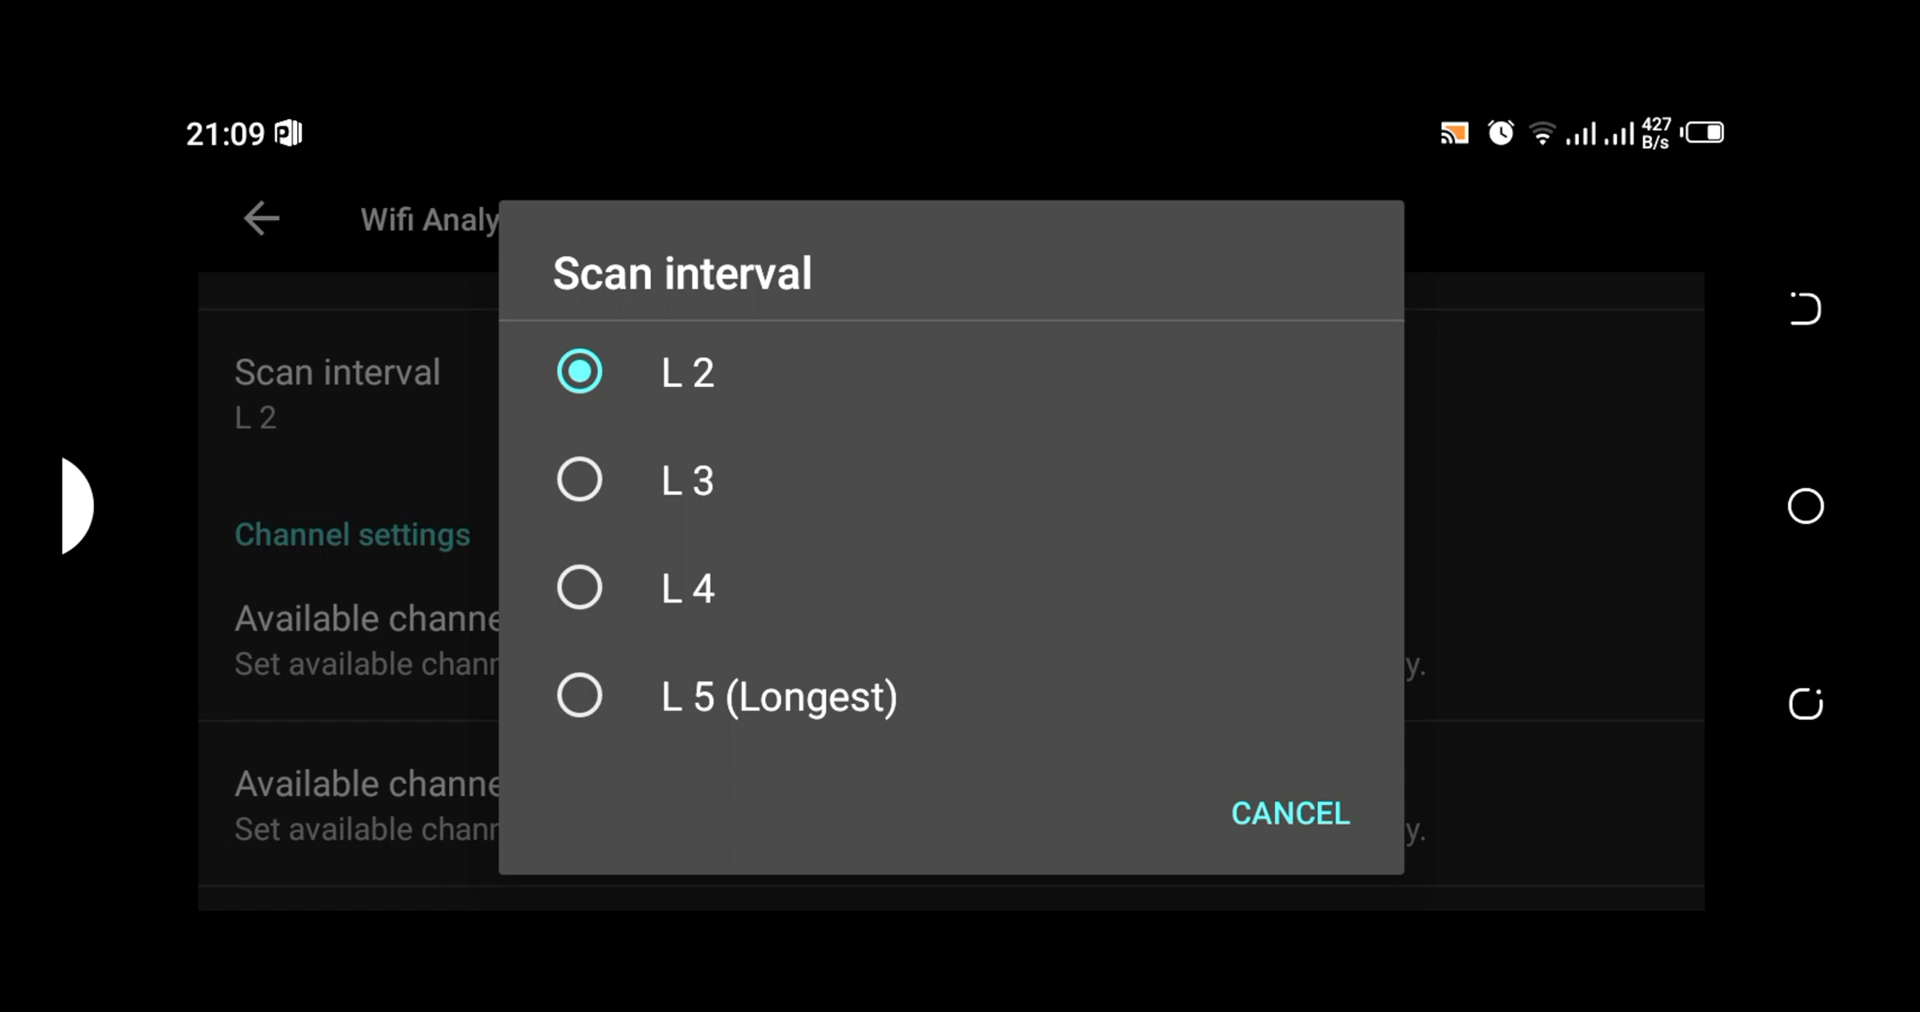 21:09
427
B/s
Wifi Analy
Scan interval
L 2
Channel settings
Available channe
Set available chann
y.
Available channe
Set available chann
y.
Scan interval
L 2
L 3
L 4
L 5 (Longest)
CANCEL